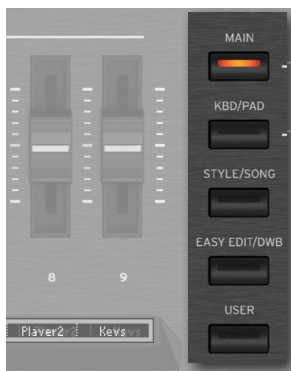 MAIN
KBD/PAD
STYLE/SONG
EASY EDIT/DWB
8 9
USER
Player2 Keys